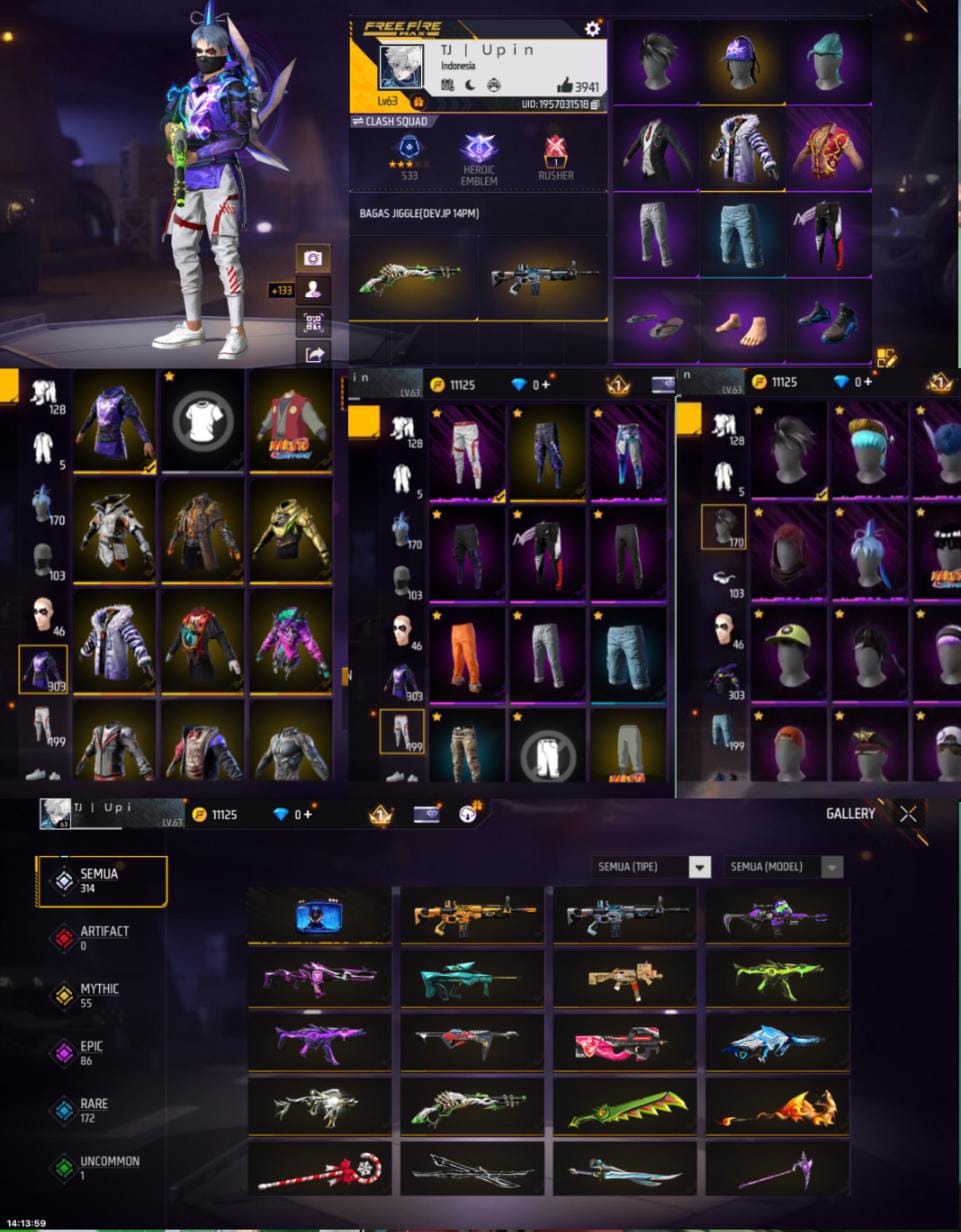 FREE FIRE
MAX
TJ | Upin
Indonesia
3941
Lv63
UID:1957031518
CLASH SQUAD
533
8
HEROIC
EMBLEM
1
RUSHER
BAGAS JIGGLE(DEV.IP 14PM)
+133
128
5
170
103
46
303
199
NARUTO
in
LV.63
11125
0+
1
128
5
170
103
46
303
199
n
LV.63
11125
0+
1
128
5
170
103
46
303
199
TJ | Upi
63
LV.63
11125
0+
1
GALLERY
SEMUA
314
ARTIFACT
0
MYTHIC
55
EPIC
86
RARE
172
UNCOMMON
1
SEMUA (TIPE)
SEMUA (MODEL)
14:13:59